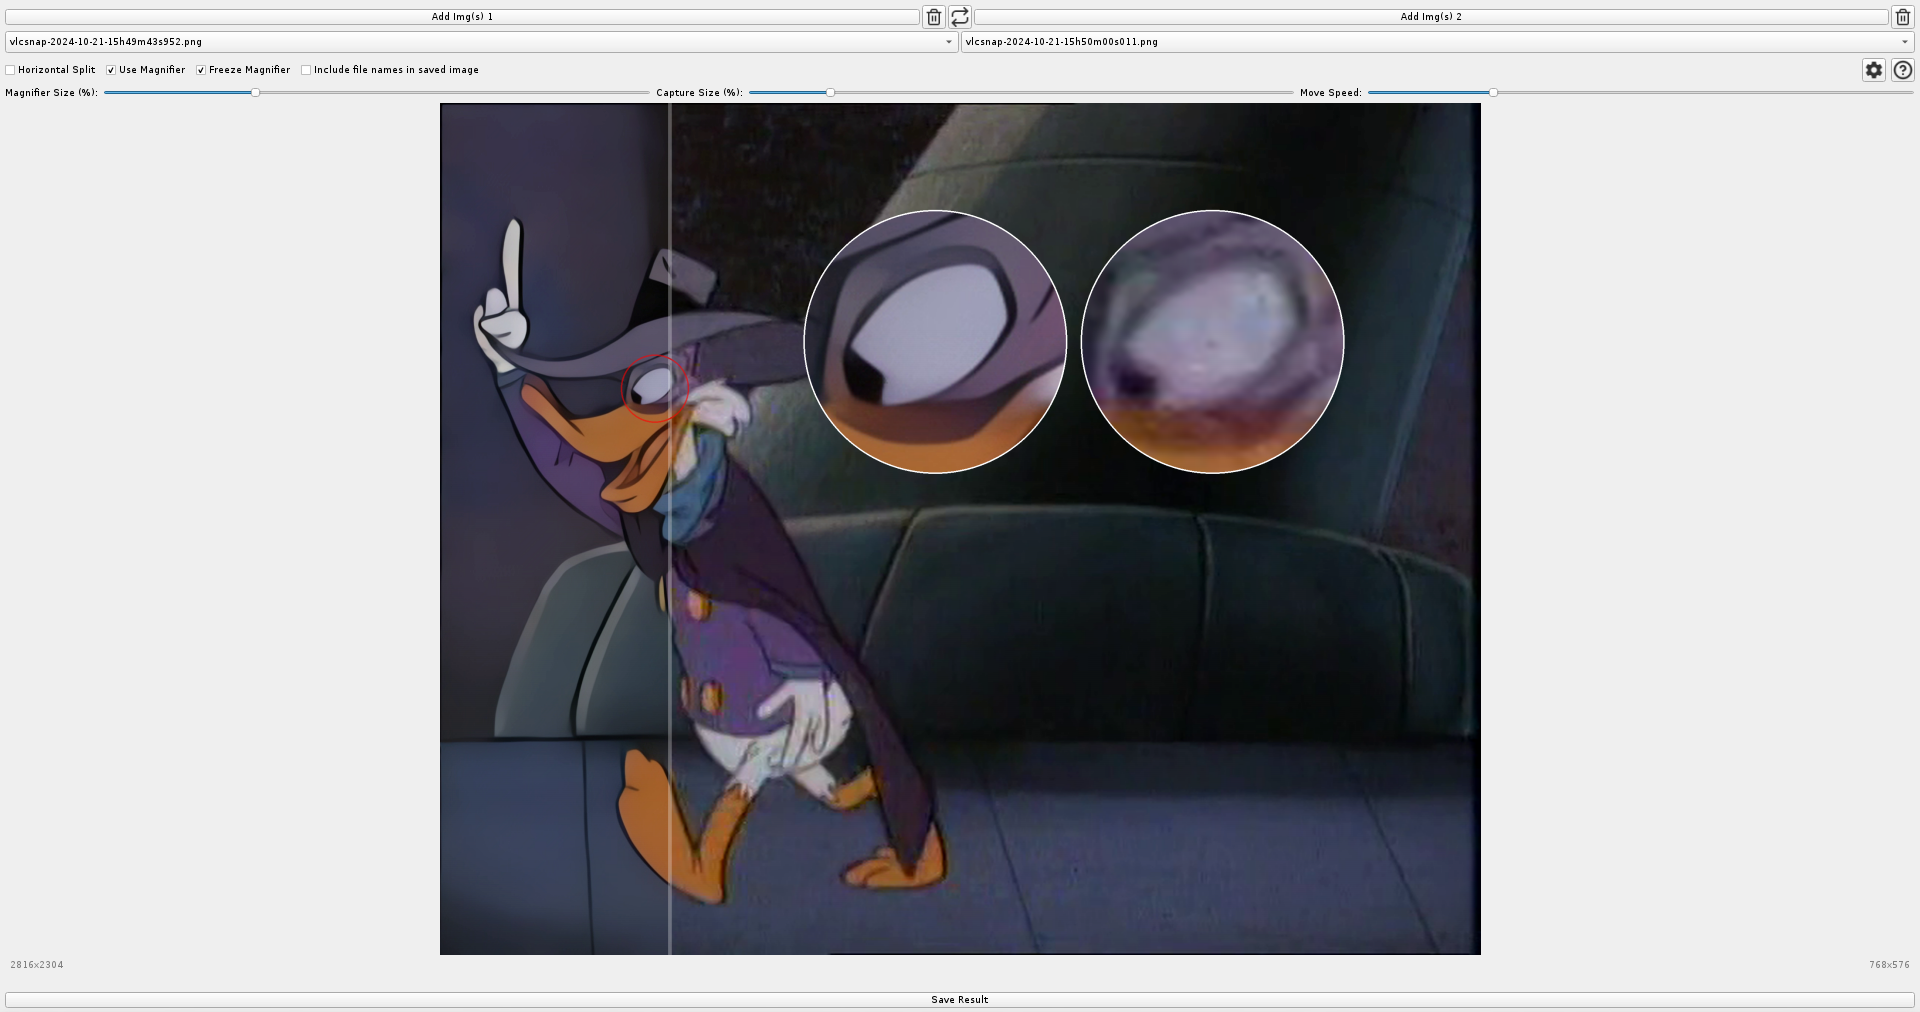 Add Img(s) 1
Add Img(s) 2
vlcsnap-2024-10-21-15h49m43s952.png
vlcsnap-2024-10-21-15h50m00s011.png
Horizontal Split
Use Magnifier
Freeze Magnifier
Include file names in saved image
Magnifier Size (%):
Capture Size (%):
Move Speed:
2816x2304
768x576
Save Result